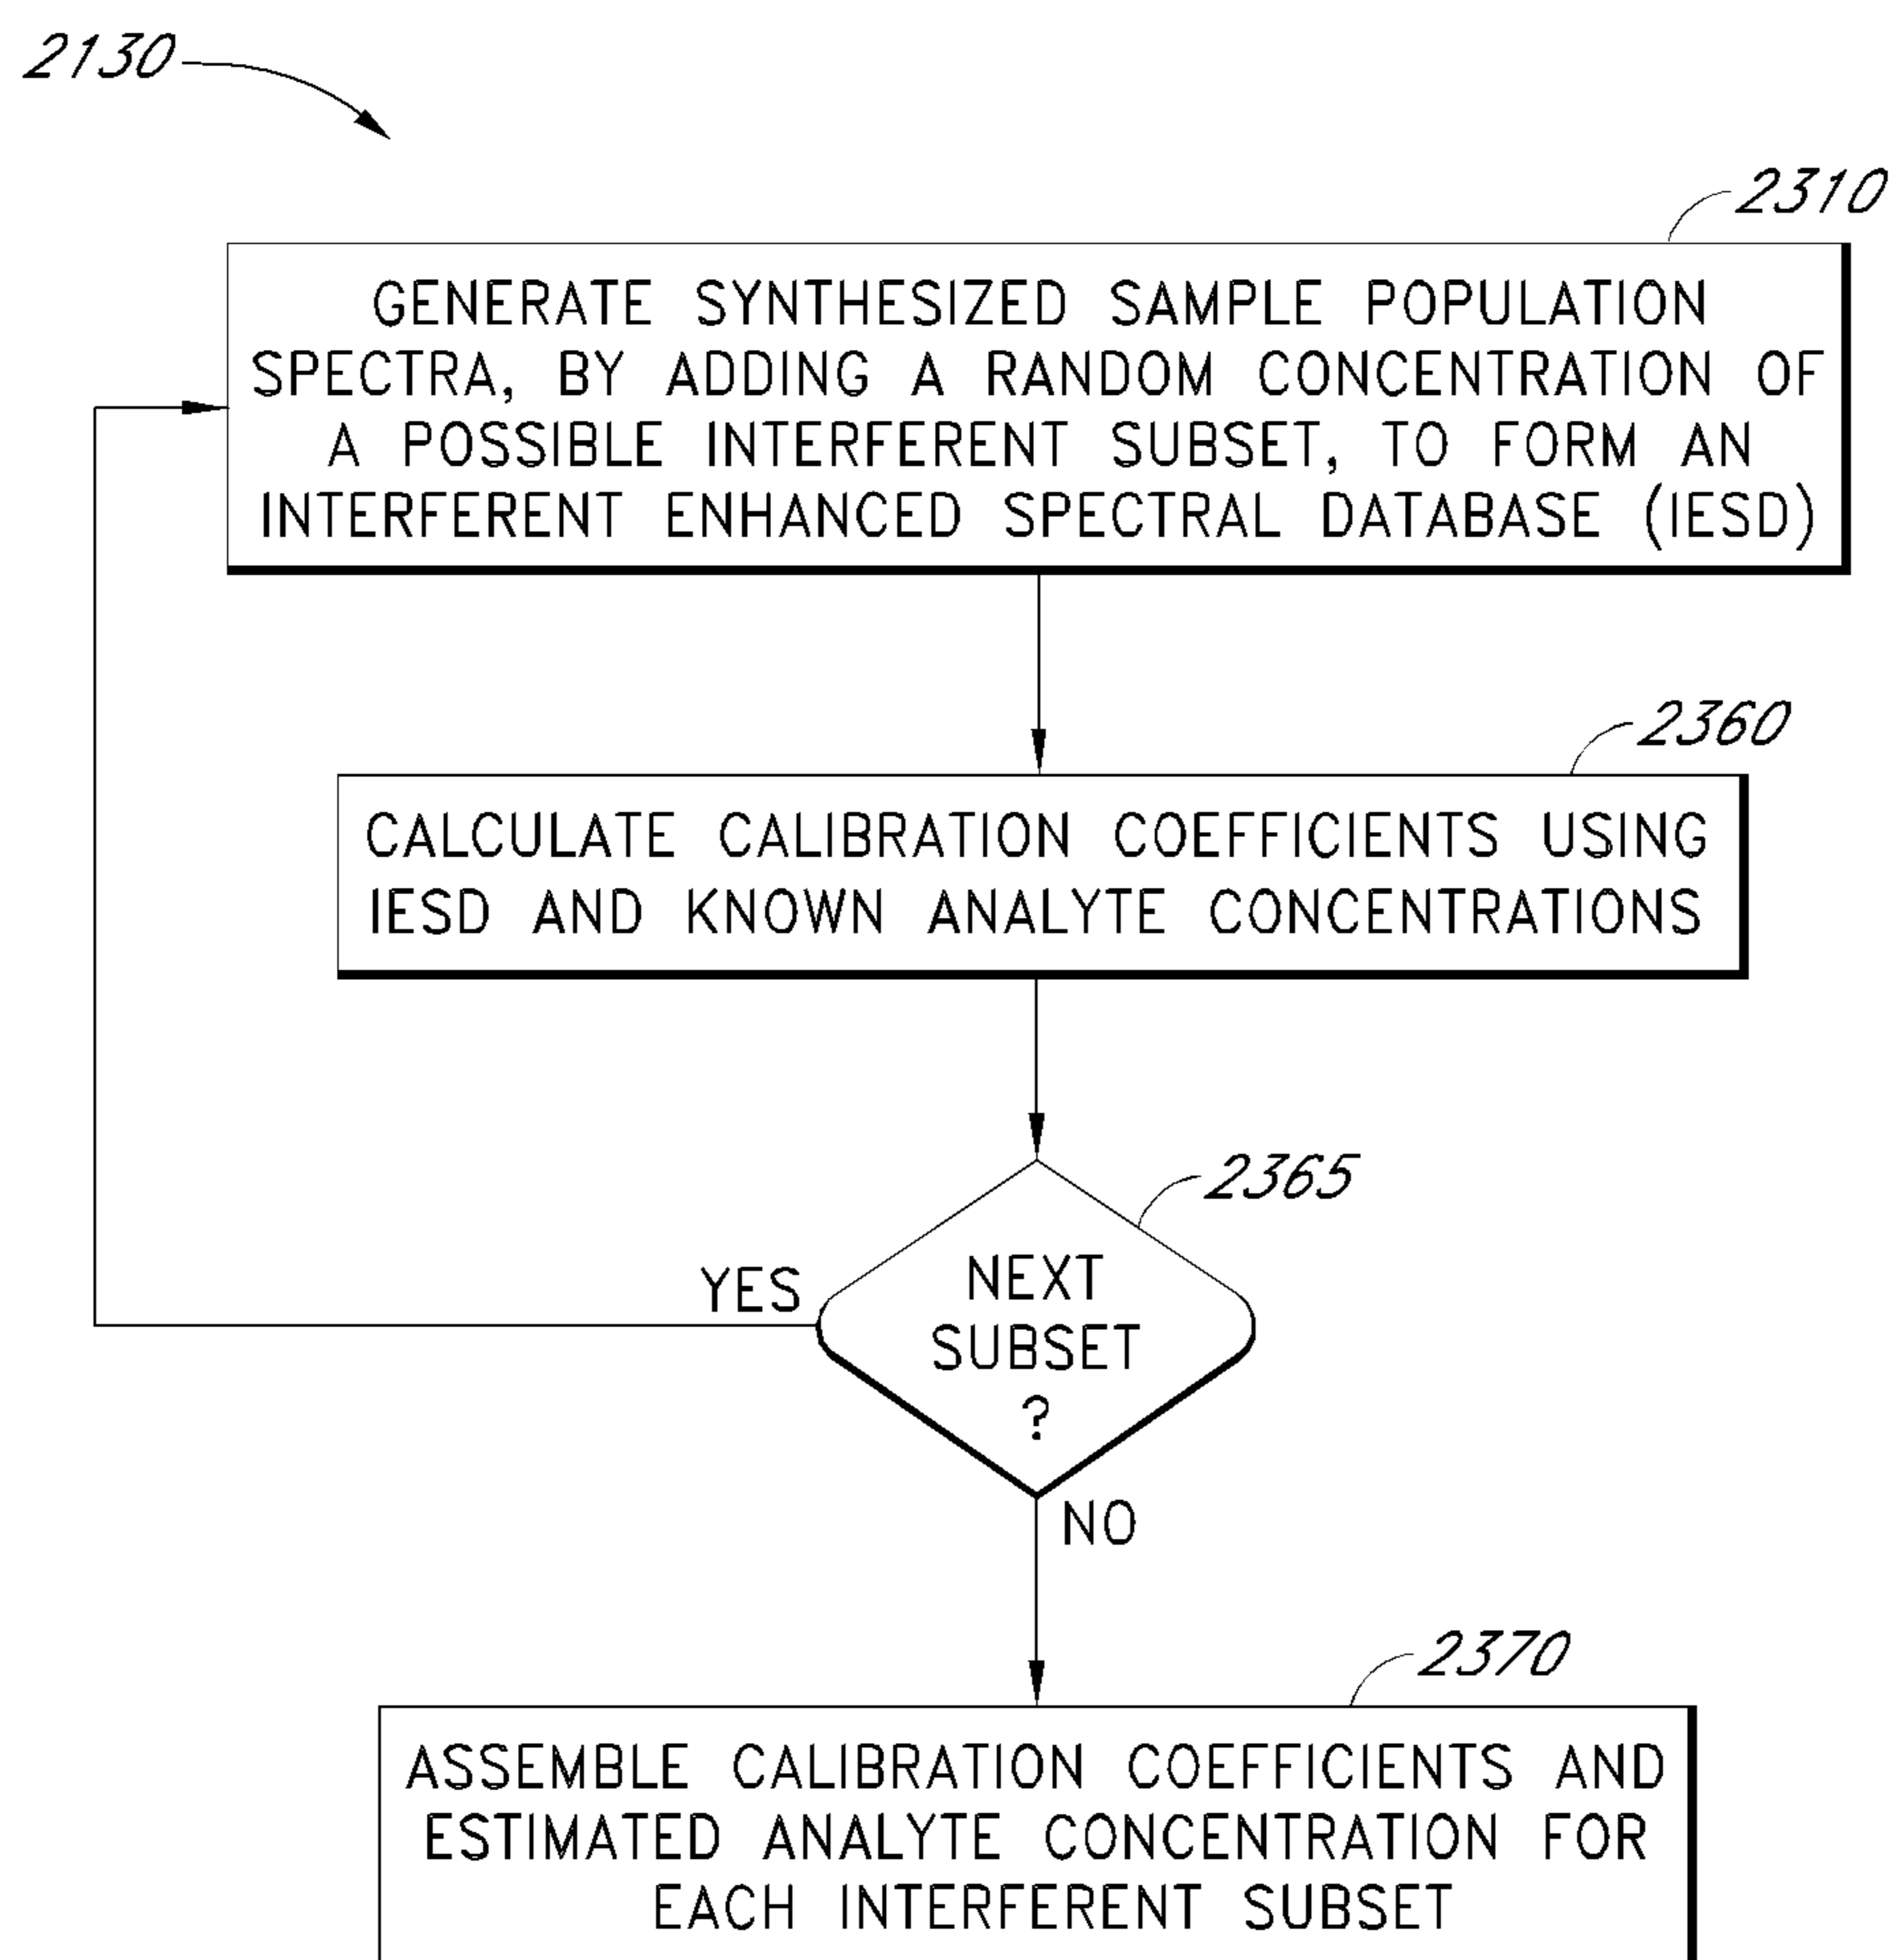 2130
2310
GENERATE SYNTHESIZED SAMPLE POPULATION
SPECTRA, BY ADDING A RANDOM CONCENTRATION OF
A POSSIBLE INTERFERENT SUBSET, TO FORM AN
INTERFERENT ENHANCED SPECTRAL DATABASE (IESD)
2360
CALCULATE CALIBRATION COEFFICIENTS USING
IESD AND KNOWN ANALYTE CONCENTRATIONS
2365
YES
NEXT
SUBSET
?
NO
2370
ASSEMBLE CALIBRATION COEFFICIENTS AND
ESTIMATED ANALYTE CONCENTRATION FOR
EACH INTERFERENT SUBSET